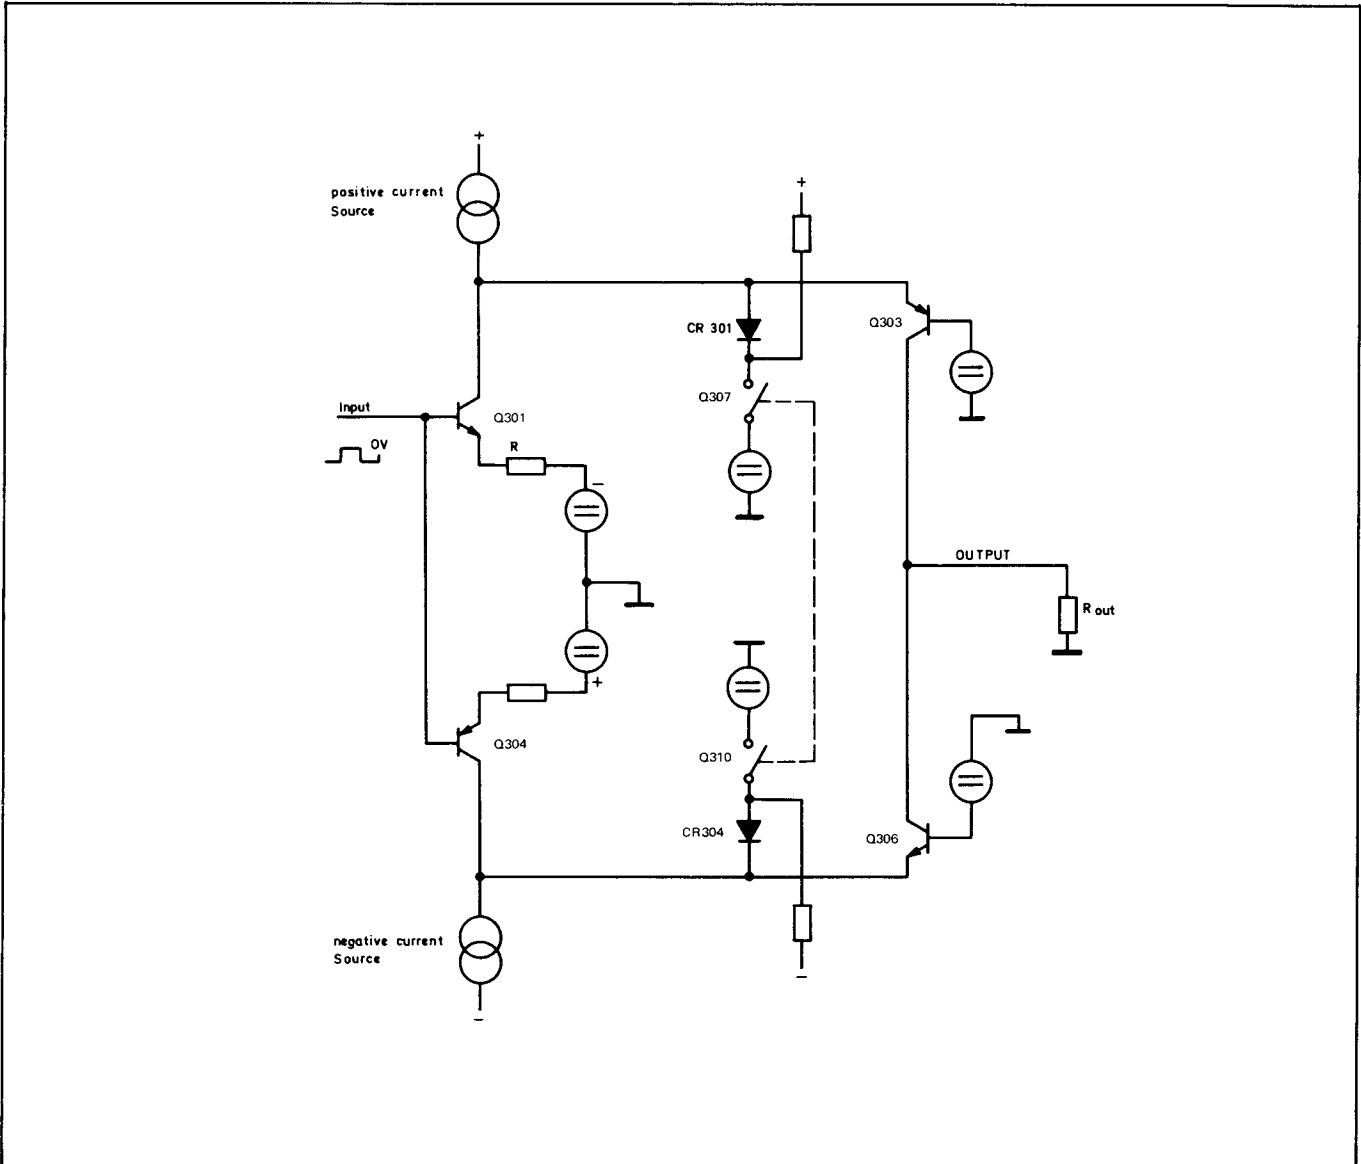 +
positive current
Source
+
CR 301
Q303
Q307
Input
Q301
0V
R
−
OUTPUT
R out
+
Q304
Q310
CR304
Q306
negative current
Source
−
−